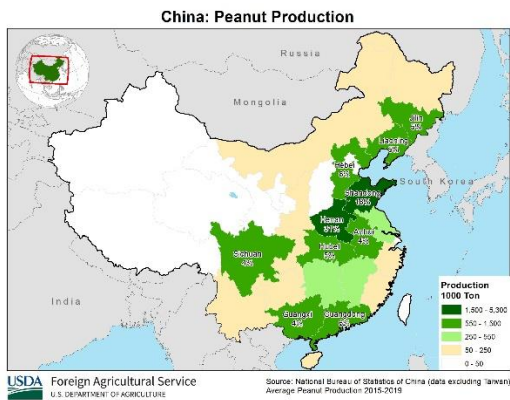 China: Peanut Production
Russia
Mongolia
Jilin
Liaoning
Hebei
6%
South Korea
Shandong
18%
Henan
31%
Anhui
4%
Hubei
5%
Sichuan
4%
Guangxi
4%
Guangdong
6%
India
Production
1000 Ton
1,500 - 5,300
550 - 1,500
250 - 550
50 - 250
0 - 50
USDA Foreign Agricultural Service
U.S. DEPARTMENT OF AGRICULTURE
Source: National Bureau of Statistics of China (data excluding Taiwan)
Average Peanut Production 2015-2019